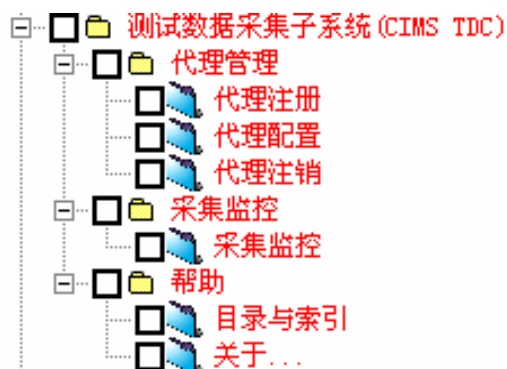 测试数据采集子系统(CIMS TDC)
代理管理
代理注册
代理配置
代理注销
采集监控
采集监控
帮助
目录与索引
关于...